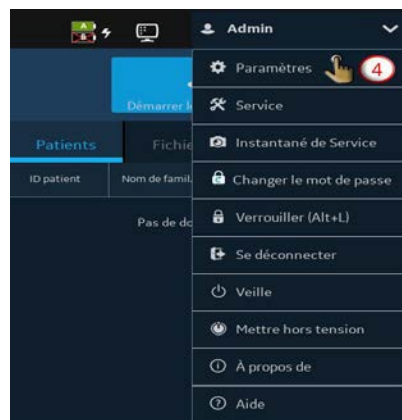 Admin
Paramètres 4
Démarrer l
Service
Patients Fichie
Instantané de Service
ID patient Nom de famil.
Changer le mot de passe
Pas de do
Verrouiller (Alt+L)
Se déconnecter
Veille
Mettre hors tension
À propos de
Aide